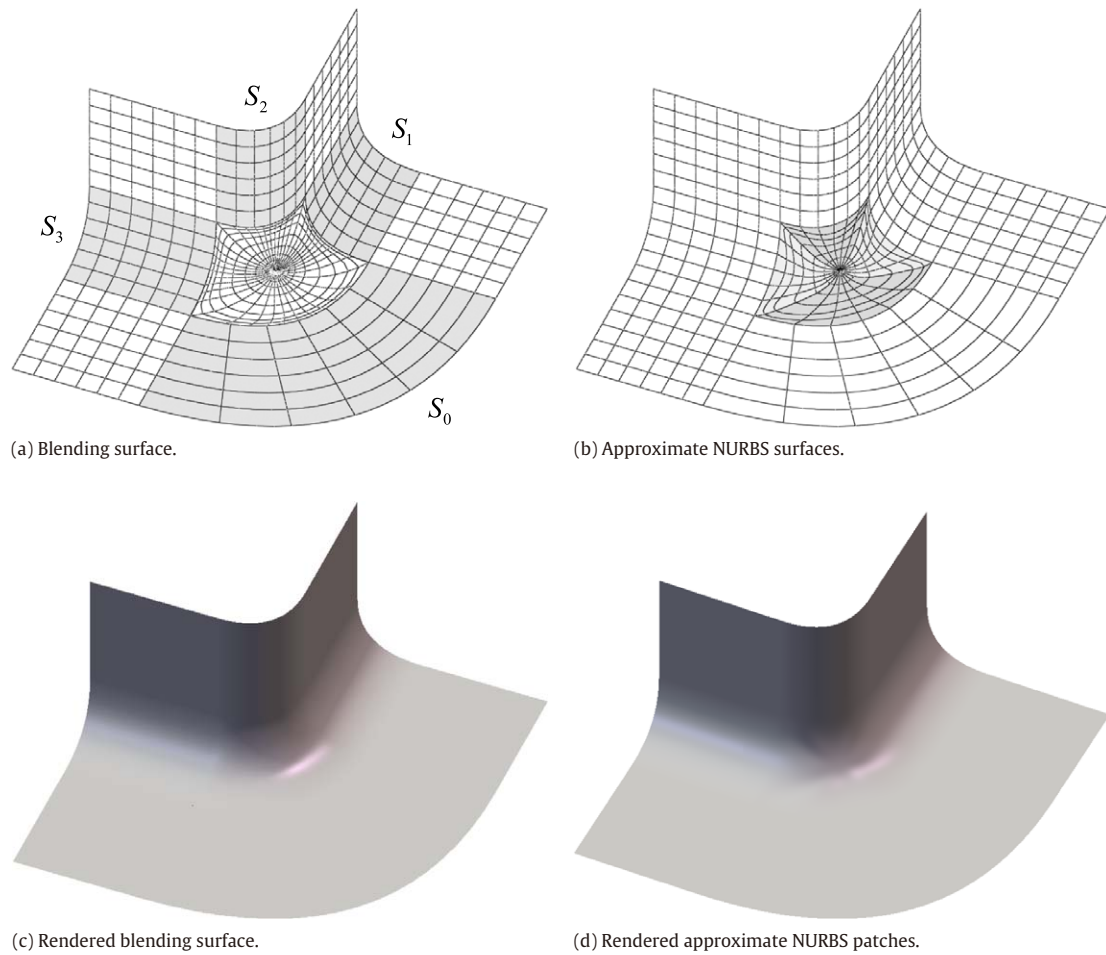 S2
S1
S3
S0
(a) Blending surface.
(b) Approximate NURBS surfaces.
(c) Rendered blending surface.
(d) Rendered approximate NURBS patches.